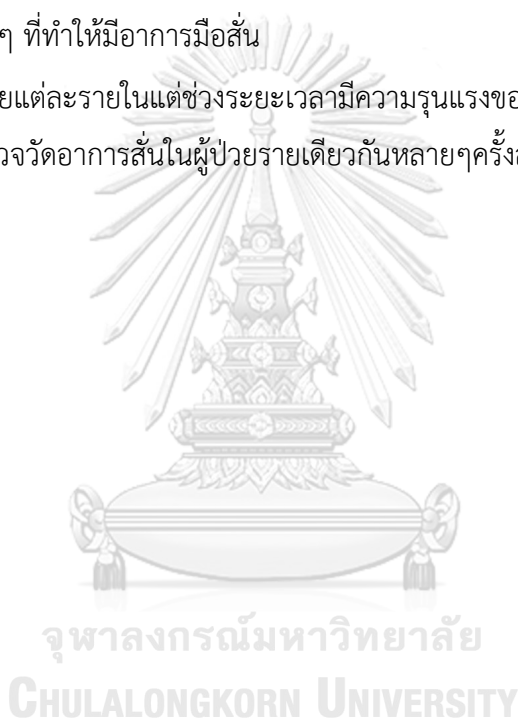 ๆ ที่ทำให้มีอาการมือสั่น
ยแต่ละรายในแต่ช่วงระยะเวลามีความรุนแรงขอ
วจวัดอาการสั่นในผู้ป่วยรายเดียวกันหลายๆครั้ง
จุฬาลงกรณ์มหาวิทยาลัย
CHULALONGKORN UNIVERSITY